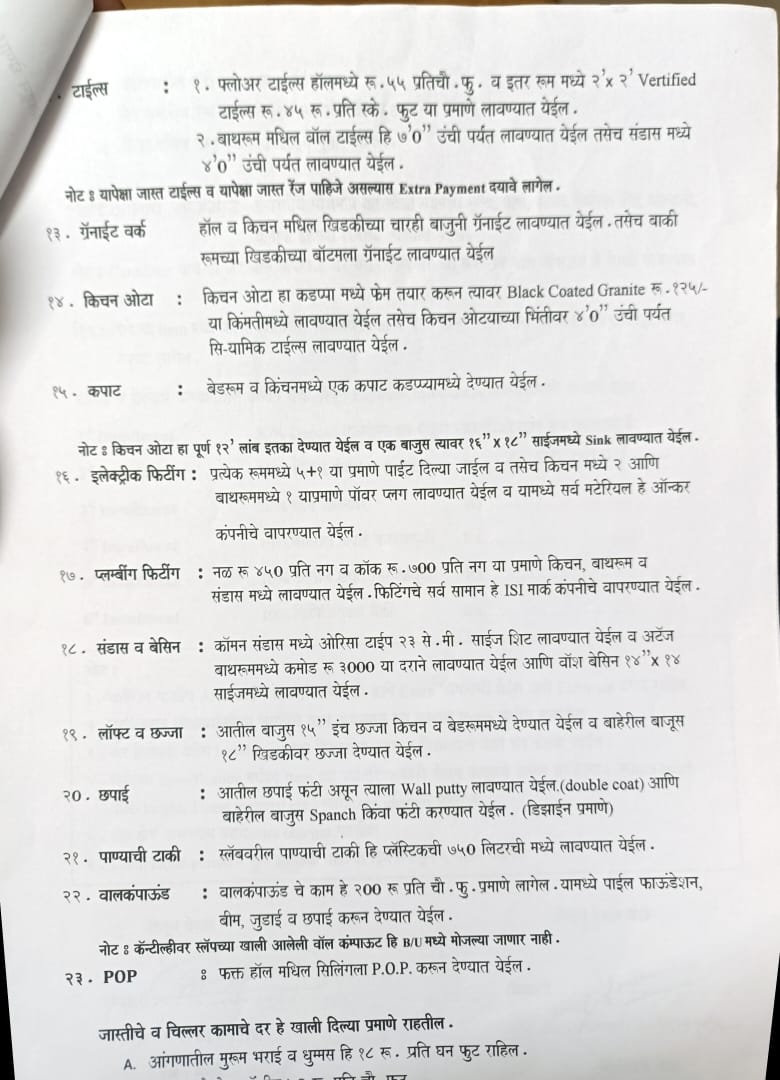 . टाईल्स : १. फ्लोअर टाईल्स हॉलमध्ये रू.५५ प्रतिचौ.फु. व इतर रूम मध्ये २'x २' Vertified
टाईल्स रू.४५ रू.प्रति स्के. फुट या प्रमाणे लावण्यात येईल.
२.बाथरूम मधिल वॉल टाईल्स हि ७'0" उंची पर्यत लावण्यात येईल तसेच संडास मध्ये
४'0" उंची पर्यत लावण्यात येईल.
नोट : यापेक्षा जास्त टाईल्स व यापेक्षा जास्त रेंज पाहिजे असल्यास Extra Payment दयावे लागेल.
१३. ग्रॅनाईट वर्क हॉल व किचन मधिल खिडकीच्या चारही बाजुनी ग्रॅनाईट लावण्यात येईल.तसेच बाकी
रूमच्या खिडकीच्या बॉटमला ग्रॅनाईट लावण्यात येईल
१४. किचन ओटा : किचन ओटा हा कडप्पा मध्ये फेम तयार करून त्यावर Black Coated Granite रू.१२५/-
या किंमतीमध्ये लावण्यात येईल तसेच किचन ओटयाच्या भिंतीवर ४'0" उंची पर्यत
सि-यामिक टाईल्स लावण्यात येईल.
१५. कपाट : बेडरूम व किंचनमध्ये एक कपाट कडप्प्यामध्ये देण्यात येईल.
नोट : किचन ओटा हा पूर्ण १२' लांब इतका देण्यात येईल व एक बाजुस त्यावर १६"x १८" साईजमध्ये Sink लावण्यात येईल.
१६. इलेक्ट्रीक फिटींग : प्रत्येक रूममध्ये ५+१ या प्रमाणे पाईट दिल्या जाईल व तसेच किचन मध्ये २ आणि
बाथरूममध्ये १ याप्रमाणे पॉवर प्लग लावण्यात येईल व यामध्ये सर्व मटेरियल हे ऑन्कर
कंपनीचे वापरण्यात येईल.
१७. प्लम्बींग फिटींग : नळ रू ४५0 प्रति नग व कॉक रू.७00 प्रति नग या प्रमाणे किचन, बाथरूम व
संडास मध्ये लावण्यात येईल.फिटिंगचे सर्व सामान हे ISI मार्क कंपनीचे वापरण्यात येईल.
१८. संडास व बेसिन : कॉमन संडास मध्ये ओरिसा टाईप २३ से.मी. साईज शिट लावण्यात येईल व अटॅज
बाथरूममध्ये कमोड रू ३000 या दराने लावण्यात येईल आणि वॉश बेसिन १४"x १४
साईजमध्ये लावण्यात येईल.
१९. लॉफ्ट व छज्जा : आतील बाजुस १५" इंच छज्जा किचन व बेडरूममध्ये देण्यात येईल व बाहेरील बाजूस
१८" खिडकीवर छज्जा देण्यात येईल.
२0. छपाई : आतील छपाई फंटी असून त्याला Wall putty लावण्यात येईल.(double coat) आणि
बाहेरील बाजुस Spanch किंवा फंटी करण्यात येईल. (डिझाईन प्रमाणे)
२१. पाण्याची टाकी : स्लॅबवरील पाण्याची टाकी हि प्लॅस्टिकची ७५0 लिटरची मध्ये लावण्यात येईल.
२२. वालकंपाऊंड : वालकंपाऊंड चे काम हे २00 रू प्रति चौ.फु.प्रमाणे लागेल.यामध्ये पाईल फाऊंडेशन,
बीम, जुडाई व छपाई करून देण्यात येईल.
नोट : कॅन्टील्हीवर स्लॅपच्या खाली आलेली वॉल कंम्पाऊट हि B/U मध्ये मोजल्या जाणार नाही.
२३. POP : फक्त हॉल मधिल सिलिंगला P.O.P. करून देण्यात येईल.
जास्तीचे व चिल्लर कामाचे दर हे खाली दिल्या प्रमाणे राहतील.
A. आंगणातील मुरूम भराई व धुम्मस हि १८ रू. प्रति घन फुट राहिल.